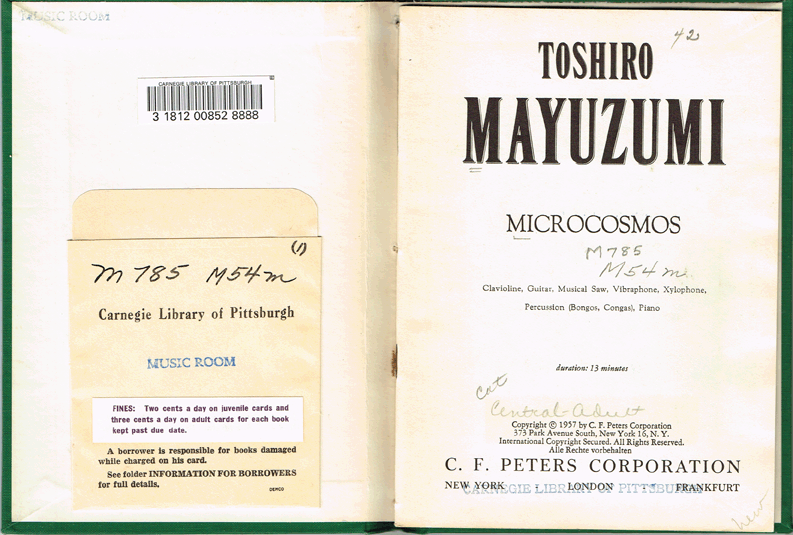 MUSIC ROOM
CARNEGIE LIBRARY OF PITTSBURGH
3 1812 00852 8888
(1)
M 785 M54m
Carnegie Library of Pittsburgh
MUSIC ROOM
FINES: Two cents a day on juvenile cards and
three cents a day on adult cards for each book
kept past due date.
A borrower is responsible for books damaged
while charged on his card.
See folder INFORMATION FOR BORROWERS
for full details.
DEMCO
42
TOSHIRO
MAYUZUMI
MICROCOSMOS
M785
M54m
Clavioline, Guitar, Musical Saw, Vibraphone, Xylophone,
Percussion (Bongos, Congas), Piano
duration: 13 minutes
cat
Central-Adult
Copyright © 1957 by C. F. Peters Corporation
373 Park Avenue South, New York 16, N. Y.
International Copyright Secured. All Rights Reserved.
Alle Rechte vorbehalten
C. F. PETERS CORPORATION
NEW YORK · LONDON · FRANKFURT
CARNEGIE LIBRARY OF PITTSBURGH
new